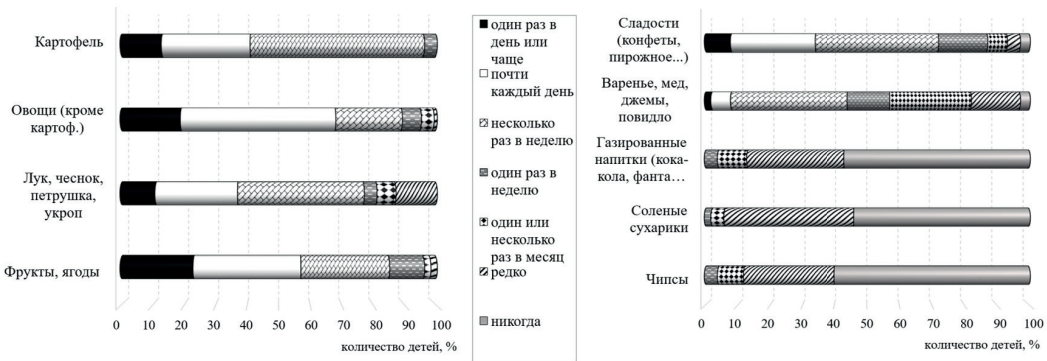 Картофель
Овощи (кроме
картоф.)
Лук, чеснок,
петрушка,
укроп
Фрукты, ягоды
0 10 20 30 40 50 60 70 80 90 100
количество детей, %
один раз в
день или
чаще
почти
каждый день
несколько
раз в неделю
один раз в
неделю
один или
несколько
раз в месяц
редко
никогда
Сладости
(конфеты,
пирожное...)
Варенье, мед,
джемы,
повидло
Газированные
напитки (кока-
кола, фанта…
Соленые
сухарики
Чипсы
0 10 20 30 40 50 60 70 80 90 100
количество детей, %